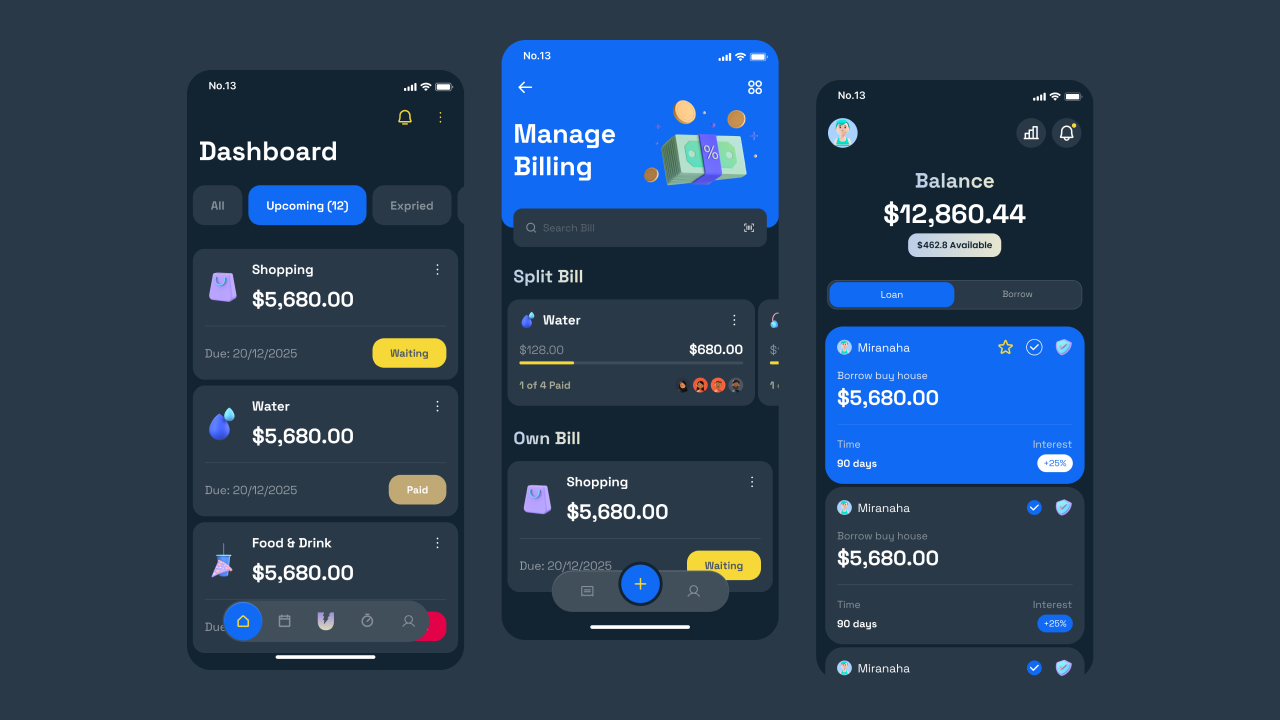 No.13
Dashboard
All
Upcoming (12)
Expried
Shopping
$5,680.00
Due: 20/12/2025
Waiting
Water
$5,680.00
Due: 20/12/2025
Paid
Food & Drink
$5,680.00
Due
No.13
Manage
Billing
%
Search Bill
Split Bill
Water
$128.00
$680.00
1 of 4 Paid
Own Bill
Shopping
$5,680.00
Due: 20/12/2025
Waiting
No.13
Balance
$12,860.44
$462.8 Available
Loan
Borrow
Miranaha
Borrow buy house
$5,680.00
Time
Interest
90 days
+25%
Miranaha
Borrow buy house
$5,680.00
Time
Interest
90 days
+25%
Miranaha